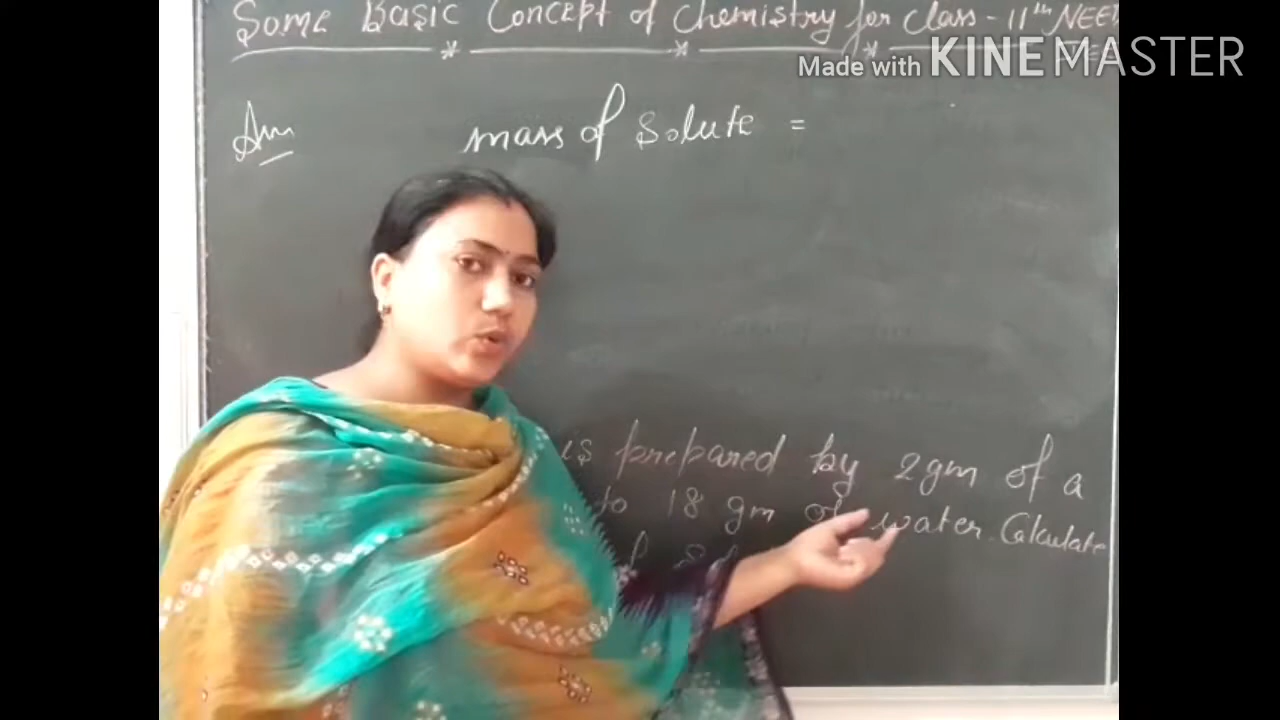 Some Basic Concept of Chemistry for class - 11th NEET
Made with KINEMASTER
Ans mass of Solute =
is prepared by 2gm of a
to 18 gm of water. Calculate